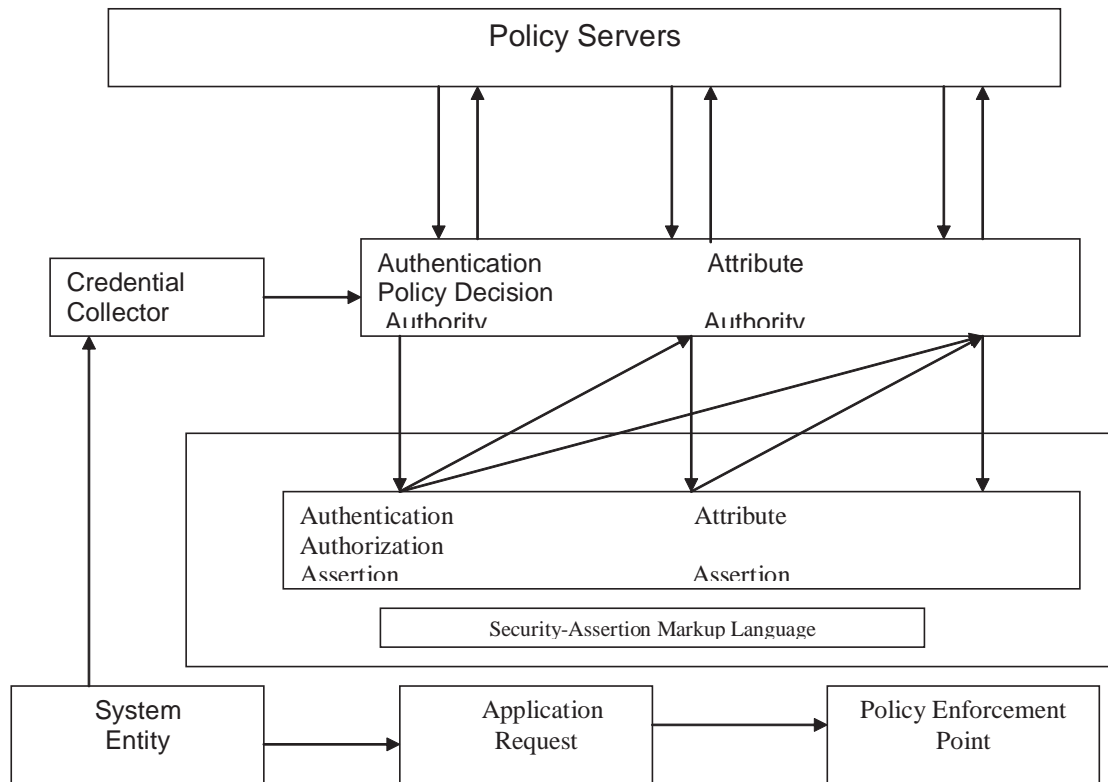 Policy Servers
Credential
Collector
Authentication Attribute
Policy Decision
Authority Authority
Authentication Attribute
Authorization
Assertion Assertion
Security-Assertion Markup Language
System
Entity
Application
Request
Policy Enforcement
Point